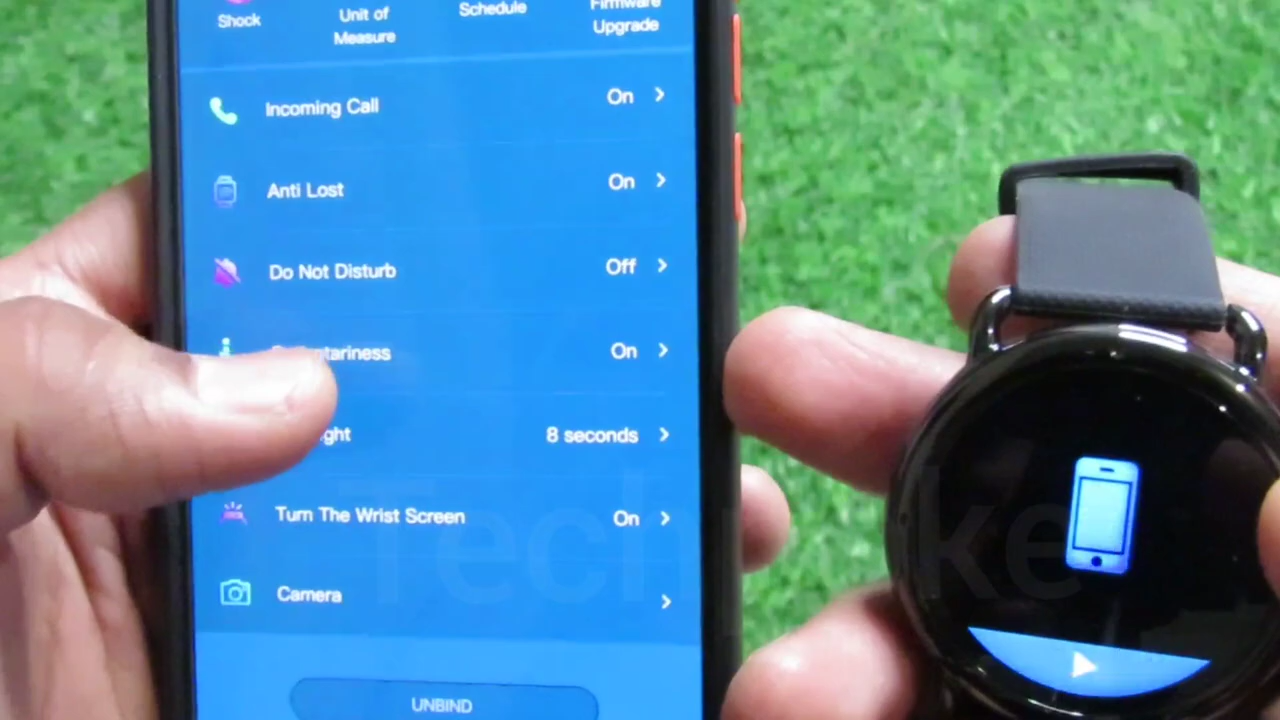 Shock
Unit of
Measure
Schedule
Firmware
Upgrade
Incoming Call
On
Anti Lost
On
Do Not Disturb
Off
On
8 seconds
Turn The Wrist Screen
On
Camera
UNBIND